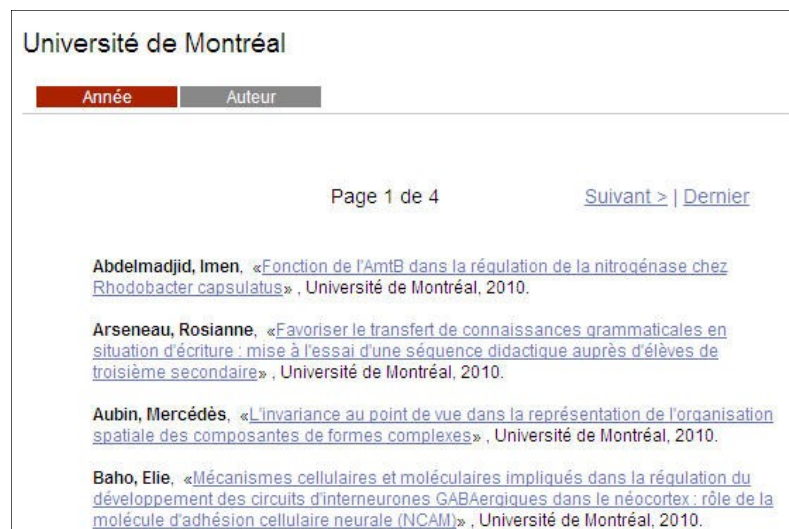 Université de Montréal
Année Auteur
Page 1 de 4 Suivant > | Dernier
Abdelmadjid, Imen, «Fonction de l'AmtB dans la régulation de la nitrogénase chez
Rhodobacter capsulatus» , Université de Montréal, 2010.
Arseneau, Rosianne, «Favoriser le transfert de connaissances grammaticales en
situation d'écriture : mise à l'essai d'une séquence didactique auprès d'élèves de
troisième secondaire» , Université de Montréal, 2010.
Aubin, Mercédès, «L'invariance au point de vue dans la représentation de l'organisation
spatiale des composantes de formes complexes» , Université de Montréal, 2010.
Baho, Elie, «Mécanismes cellulaires et moléculaires impliqués dans la régulation du
développement des circuits d'interneurones GABAergiques dans le néocortex : rôle de la
molécule d'adhésion cellulaire neurale (NCAM)» , Université de Montréal, 2010.